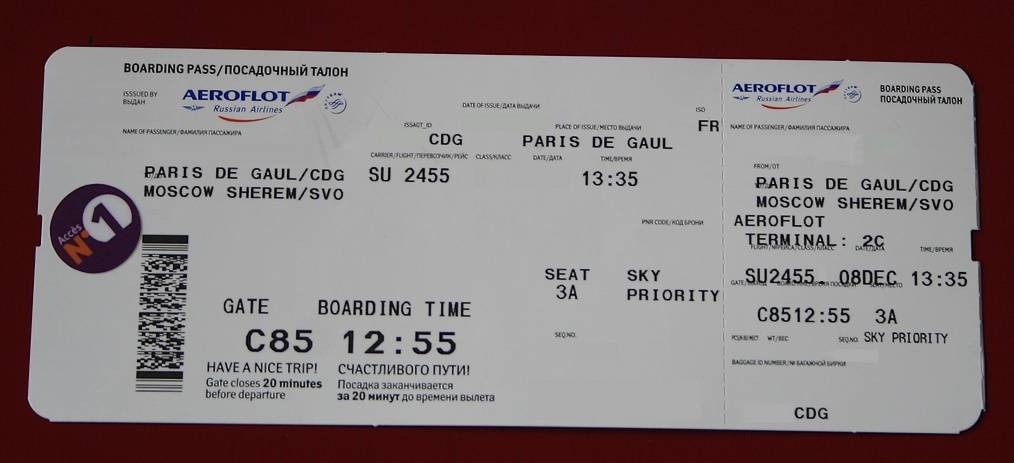 BOARDING PASS/ПОСАДОЧНЫЙ ТАЛОН
ISSSUED BY
ВЫДАН
AEROFLOT
Russian Airlines
DATE OF ISSUE/ДАТА ВЫДАЧИ
NAME OF PASSENGER/ФАМИЛИЯ ПАССАЖИРА
ISSAGT_ID
CDG
PLACE OF ISSUE/МЕСТО ВЫДАЧИ
PARIS DE GAUL
ISO
FR
CARRIER/FLIGHT/ПЕРЕВОЗЧИК/РЕЙС CLASS/КЛАСС DATE/ДАТА TIME/ВРЕМЯ
PARIS DE GAUL/CDG SU 2455 13:35
MOSCOW SHEREM/SVO
Accès
N°1
PNR CODE/КОД БРОНИ
SEAT SKY
3A PRIORITY
GATE BOARDING TIME
C85 12:55
SEQ NO.
HAVE A NICE TRIP! СЧАСТЛИВОГО ПУТИ!
Gate closes 20 minutes
before departure
Посадка заканчивается
за 20 минут до времени вылета
AEROFLOT
Russian Airlines
BOARDING PASS
ПОСАДОЧНЫЙ ТАЛОН
NAME OF PASSENGER/ФАМИЛИЯ ПАССАЖИРА
FROM/ОТ
PARIS DE GAUL/CDG
MOSCOW SHEREM/SVO
AEROFLOT
TERMINAL: 2C
DATE/ДАТА TIME/ВРЕМЯ
SU2455 08DEC 13:35
C8512:55 3A
WT/ВЕС SEQ NO. SKY PRIORITY
BAGGAGE ID NUMBER/№ БАГАЖНОЙ БИРКИ
CDG